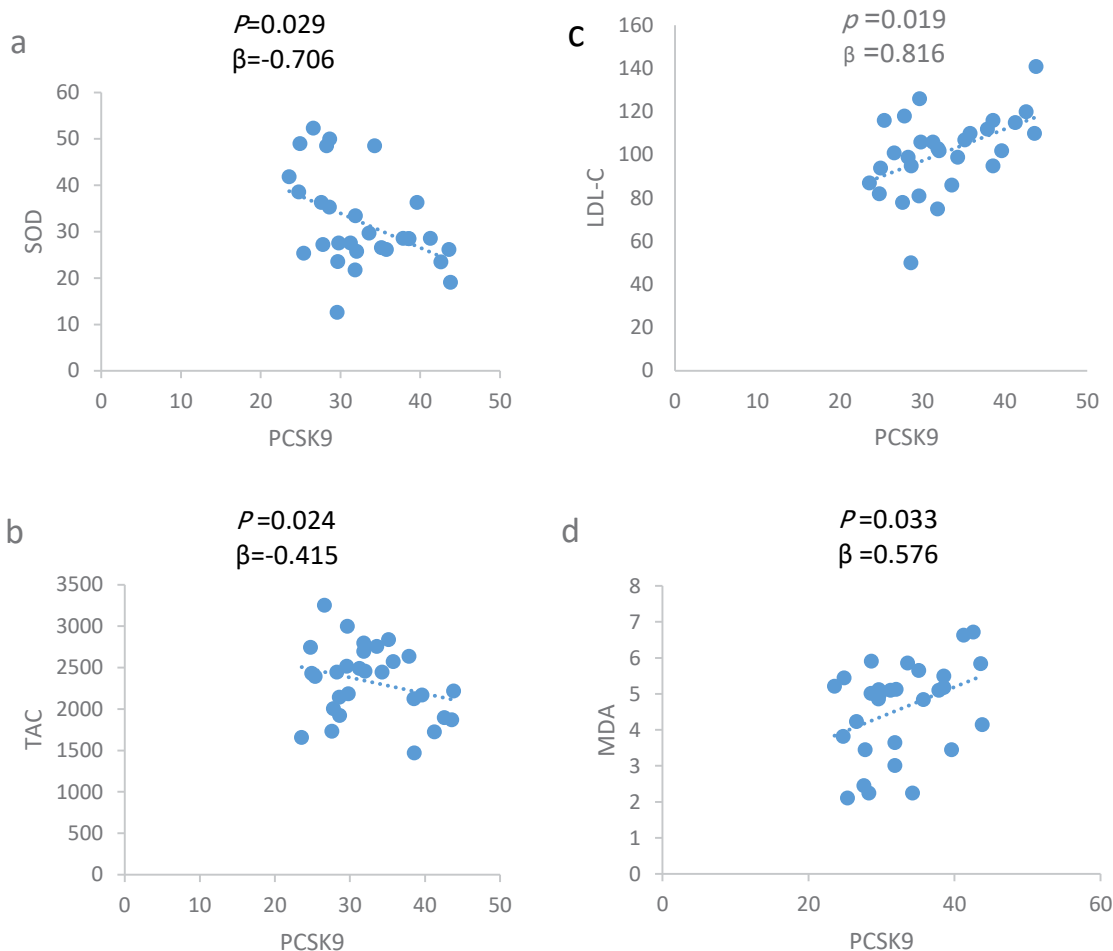 a
P=0.029
β=-0.706
60
50
40
30
20
10
0
SOD
0 10 20 30 40 50
PCSK9
c
p =0.019
β =0.816
160
140
120
100
80
60
40
20
0
LDL-C
0 10 20 30 40 50
PCSK9
b
P =0.024
β=-0.415
3500
3000
2500
2000
1500
1000
500
0
TAC
0 10 20 30 40 50
PCSK9
d
P =0.033
β =0.576
8
7
6
5
4
3
2
1
0
MDA
0 20 40 60
PCSK9